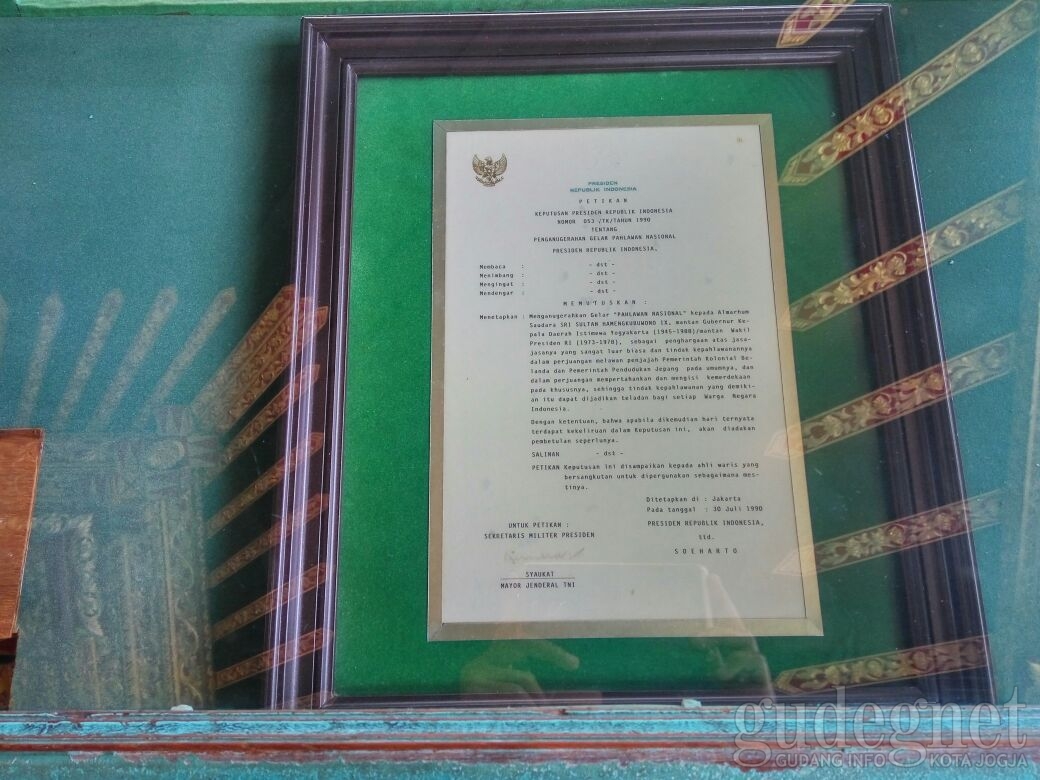 PRESIDEN
REPUBLIK INDONESIA
P E T I K A N
KEPUTUSAN PRESIDEN REPUBLIK INDONESIA
NOMOR 053 /TK/TAHUN 1990
TENTANG
PENGANUGERAHAN GELAR PAHLAWAN NASIONAL
PRESIDEN REPUBLIK INDONESIA,
Membaca : - dst -
Menimbang : - dst -
Mengingat : - dst -
Mendengar : - dst -
M E M U T U S K A N :
Menetapkan : Menganugerahkan Gelar "PAHLAWAN NASIONAL" kepada Almarhum
Saudara SRI SULTAN HAMENGKUBUWONO IX, mantan Gubernur Ke-
pala Daerah Istimewa Yogyakarta (1945-1988)/mantan Wakil
Presiden RI (1973-1978), sebagai penghargaan atas jasa-
jasanya yang sangat luar biasa dan tindak kepahlawanannya
dalam perjuangan melawan penjajah Pemerintah Kolonial Be-
landa dan Pemerintah Pendudukan Jepang pada umumnya, dan
dalam perjuangan mempertahankan dan mengisi kemerdekaan
pada khususnya, sehingga tindak kepahlawanan yang demiki-
an itu dapat dijadikan teladan bagi setiap Warga Negara
Indonesia.
Dengan ketentuan, bahwa apabila dikemudian hari ternyata
terdapat kekeliruan dalam Keputusan ini, akan diadakan
pembetulan seperlunya.
SALINAN - dst -
PETIKAN Keputusan ini disampaikan kepada ahli waris yang
bersangkutan untuk dipergunakan sebagaimana mes-
tinya.
Ditetapkan di : Jakarta
Pada tanggal : 30 Juli 1990
PRESIDEN REPUBLIK INDONESIA,
ttd.
S O E H A R T O
UNTUK PETIKAN :
SEKRETARIS MILITER PRESIDEN
SYAUKAT
MAYOR JENDERAL TNI
gudegnet
GUDANG INFO KOTA JOGJA